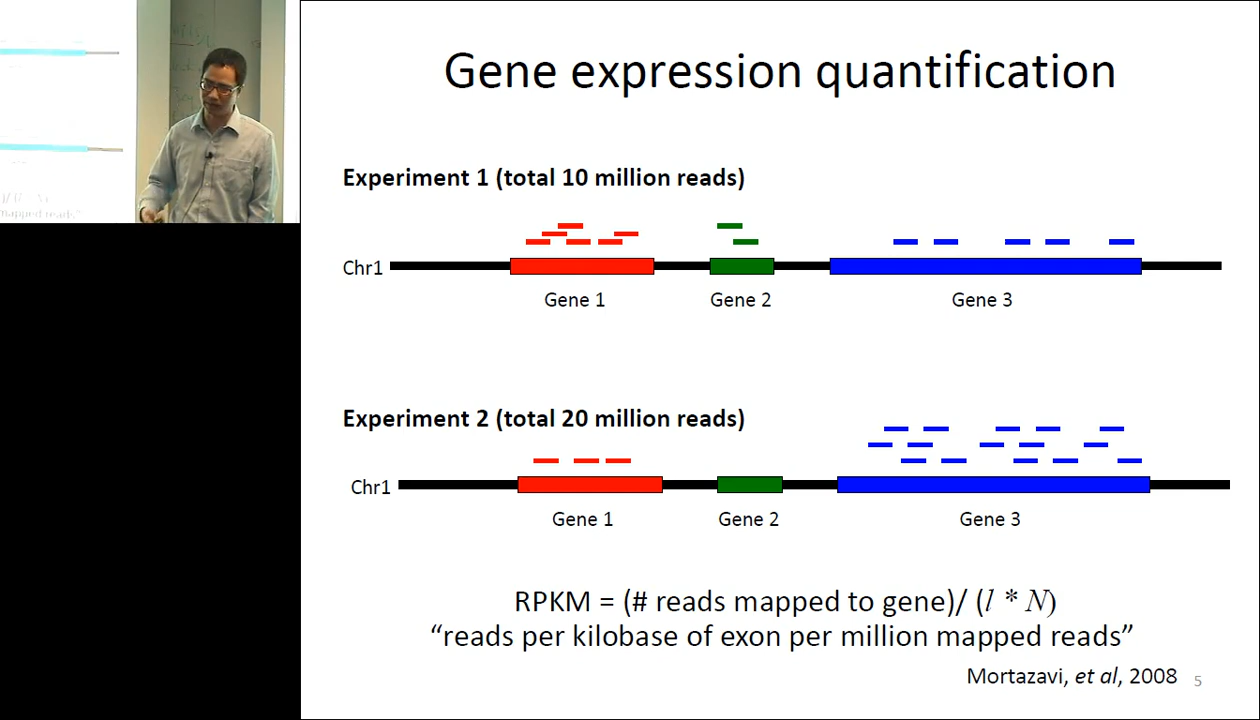 Gene expression quantification
Experiment 1 (total 10 million reads)
Chr1
Gene 1
Gene 2
Gene 3
Experiment 2 (total 20 million reads)
Chr1
Gene 1
Gene 2
Gene 3
RPKM = (# reads mapped to gene)/ (l * N)
“reads per kilobase of exon per million mapped reads”
Mortazavi, et al, 2008
5
mapped reads”